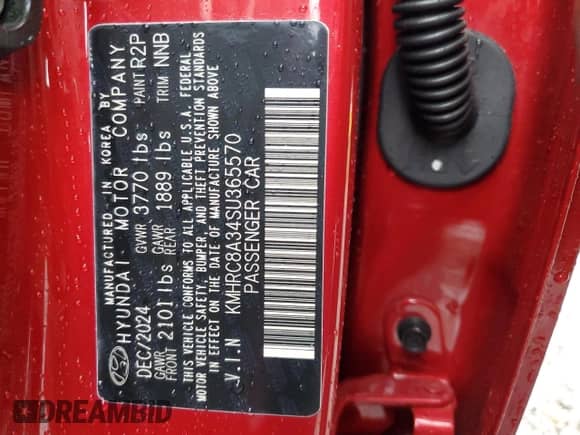 MANUFACTURED IN KOREA BY
HYUNDAI MOTOR COMPANY
DEC/2024 GVWR 3770 lbs PAINT R2P
GAWR FRONT 2101 lbs GAWR REAR 1889 lbs TRIM NNB
THIS VEHICLE CONFORMS TO ALL APPLICABLE U.S.A. FEDERAL
MOTOR VEHICLE SAFETY, BUMPER, AND THEFT PREVENTION STANDARDS
IN EFFECT ON THE DATE OF MANUFACTURE SHOWN ABOVE
V.I.N KMHRC8A34SU365570
PASSENGER CAR
DREAMBID